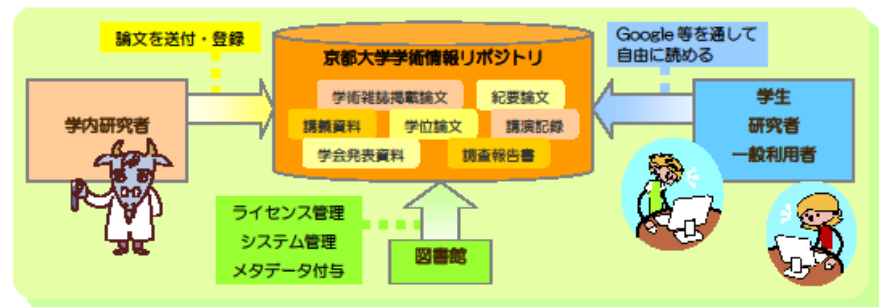 論文を送付・登録
京都大学学術情報リポジトリ
Google 等を通して
自由に読める
学術雑誌掲載論文
紀要論文
講義資料
学位論文
講演記録
学会発表資料
調査報告書
学内研究者
学生
研究者
一般利用者
ライセンス管理
システム管理
メタデータ付与
図書館